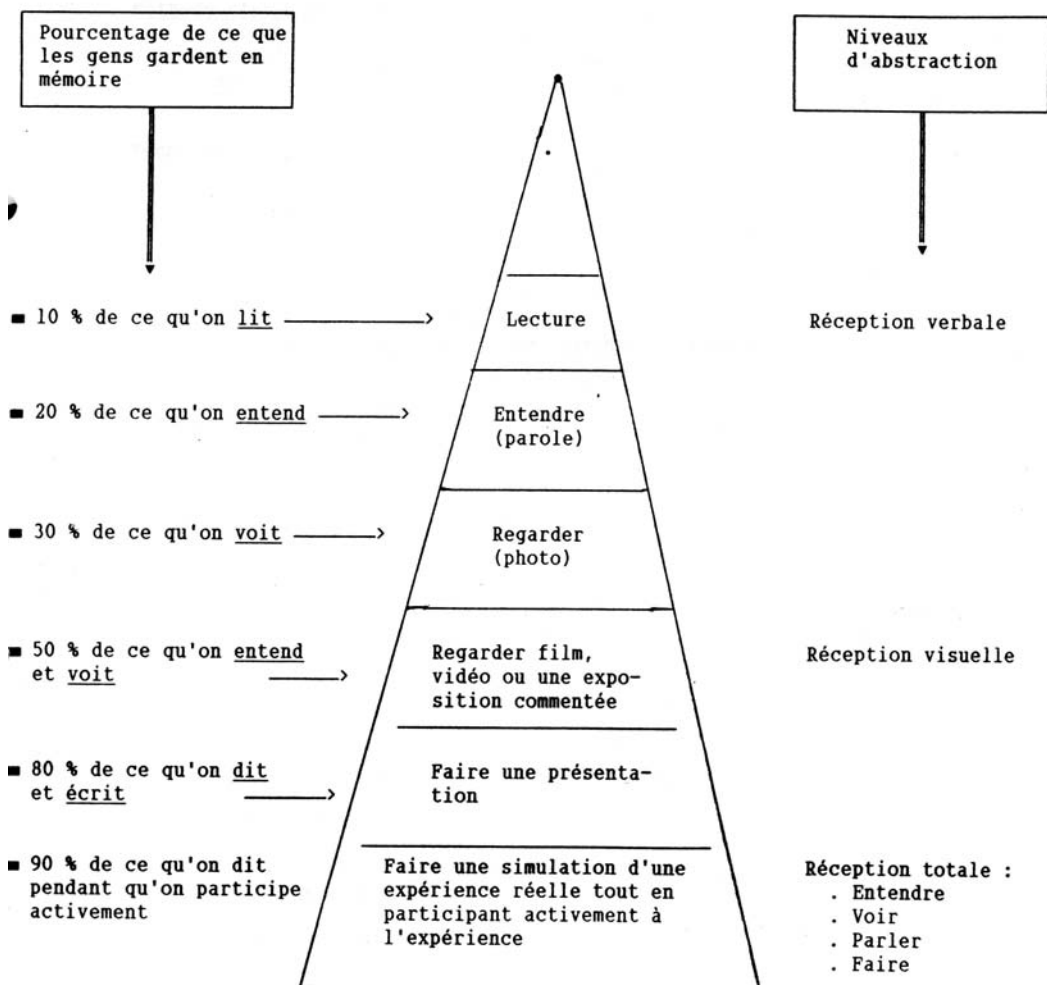 Pourcentage de ce que
les gens gardent en
mémoire
Niveaux
d'abstraction
10 % de ce qu'on lit
Lecture
Réception verbale
20 % de ce qu'on entend
Entendre
(parole)
30 % de ce qu'on voit
Regarder
(photo)
50 % de ce qu'on entend
et voit
Regarder film,
vidéo ou une expo-
sition commentée
Réception visuelle
80 % de ce qu'on dit
et écrit
Faire une présenta-
tion
90 % de ce qu'on dit
pendant qu'on participe
activement
Faire une simulation d'une
expérience réelle tout en
participant activement à
l'expérience
Réception totale :
. Entendre
. Voir
. Parler
. Faire